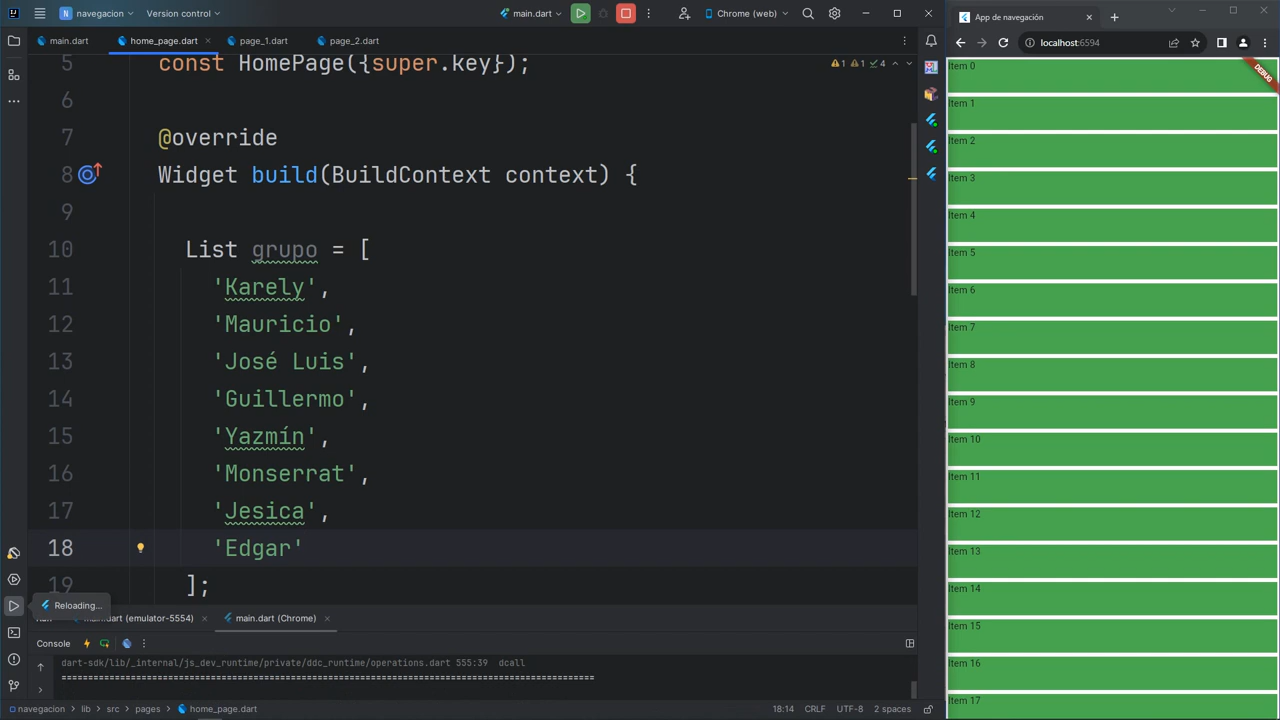 navegacion
Version control
main.dart
Chrome (web)
main.dart
home_page.dart
page_1.dart
page_2.dart
5 const HomePage({super.key});
1 1 4
6
7 @override
8 Widget build(BuildContext context) {
9
10 List grupo = [
11 'Karely',
12 'Mauricio',
13 'José Luis',
14 'Guillermo',
15 'Yazmín',
16 'Monserrat',
17 'Jesica',
18 'Edgar'
19 ];
Reloading...
main.dart (emulator-5554)
main.dart (Chrome)
Console
dart-sdk/lib/_internal/js_dev_runtime/private/ddc_runtime/operations.dart 555:39 dcall
navegacion > lib > src > pages > home_page.dart
18:14 CRLF UTF-8 2 spaces
App de navegación
localhost:6594
DEBUG
Item 0
Item 1
Item 2
Item 3
Item 4
Item 5
Item 6
Item 7
Item 8
Item 9
Item 10
Item 11
Item 12
Item 13
Item 14
Item 15
Item 16
Item 17